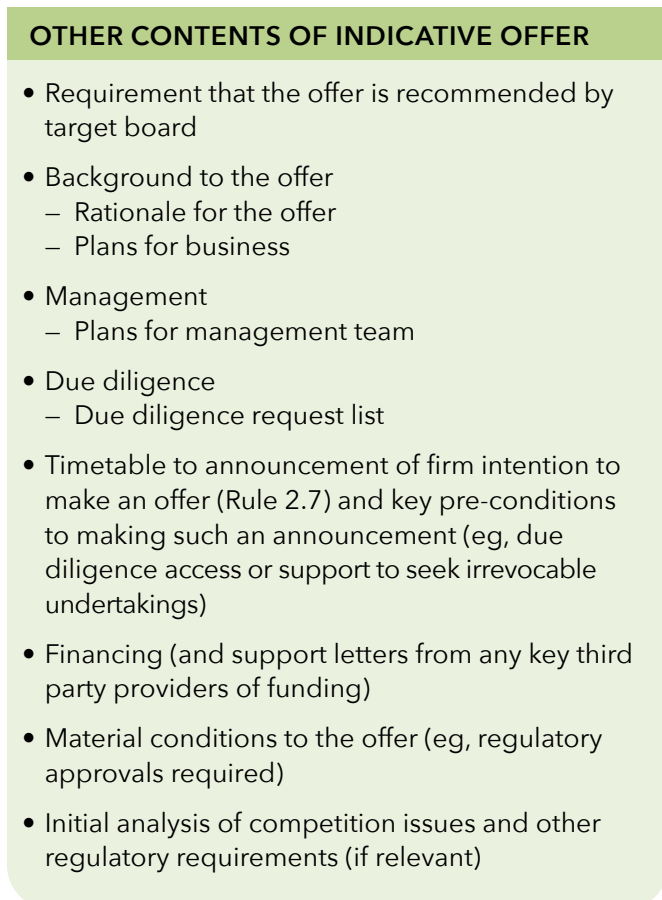 OTHER CONTENTS OF INDICATIVE OFFER
• Requirement that the offer is recommended by
target board
• Background to the offer
– Rationale for the offer
– Plans for business
• Management
– Plans for management team
• Due diligence
– Due diligence request list
• Timetable to announcement of firm intention to
make an offer (Rule 2.7) and key pre-conditions
to making such an announcement (eg, due
diligence access or support to seek irrevocable
undertakings)
• Financing (and support letters from any key third
party providers of funding)
• Material conditions to the offer (eg, regulatory
approvals required)
• Initial analysis of competition issues and other
regulatory requirements (if relevant)